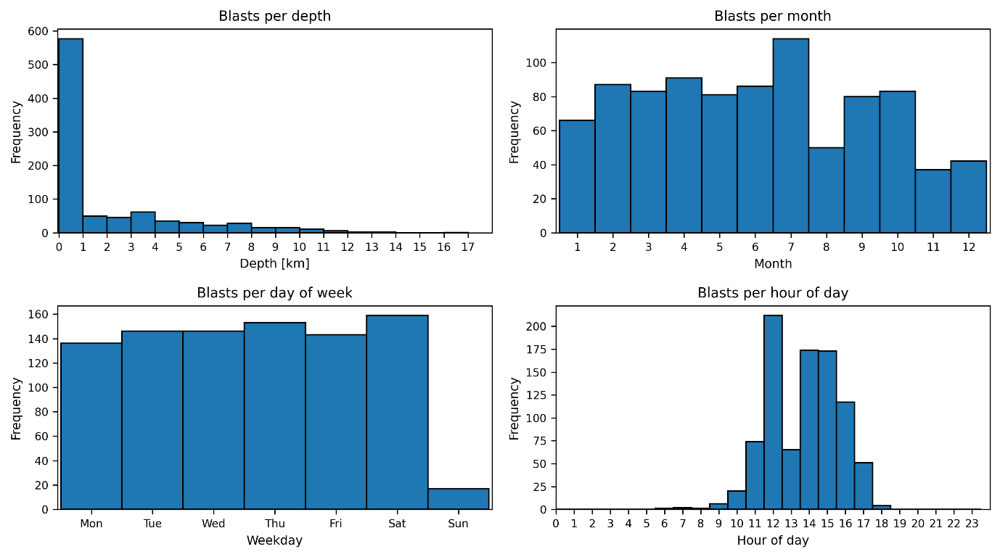 Blasts per depth
Frequency
600
500
400
300
200
100
0
0 1 2 3 4 5 6 7 8 9 10 11 12 13 14 15 16 17
Depth [km]
Blasts per month
Frequency
100
80
60
40
20
0
1 2 3 4 5 6 7 8 9 10 11 12
Month
Blasts per day of week
Frequency
160
140
120
100
80
60
40
20
0
Mon Tue Wed Thu Fri Sat Sun
Weekday
Blasts per hour of day
Frequency
200
175
150
125
100
75
50
25
0
0 1 2 3 4 5 6 7 8 9 10 11 12 13 14 15 16 17 18 19 20 21 22 23
Hour of day